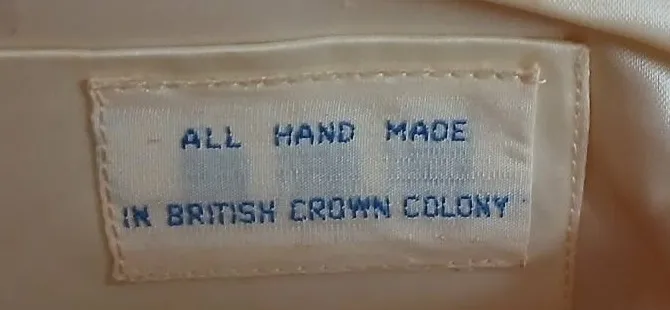 ALL HAND MADE
IN BRITISH CROWN COLONY